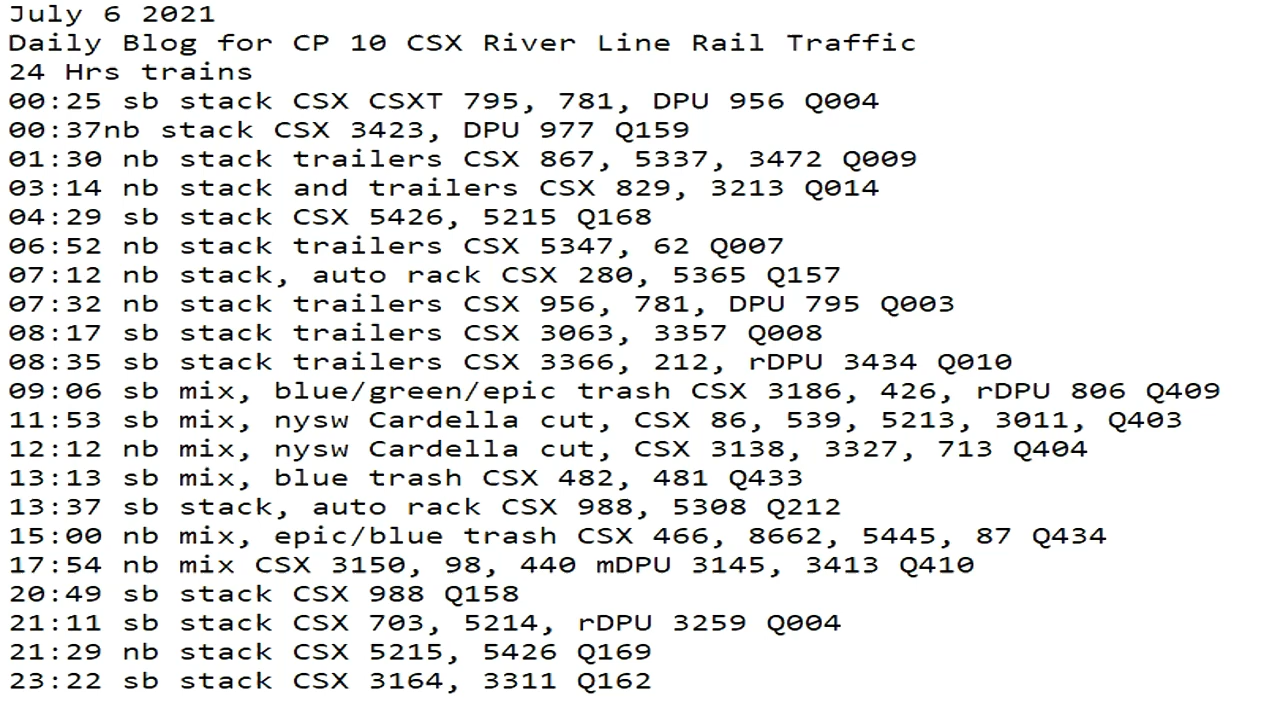 July 6 2021
Daily Blog for CP 10 CSX River Line Rail Traffic
24 Hrs trains
00:25 sb stack CSX CSXT 795, 781, DPU 956 Q004
00:37nb stack CSX 3423, DPU 977 Q159
01:30 nb stack trailers CSX 867, 5337, 3472 Q009
03:14 nb stack and trailers CSX 829, 3213 Q014
04:29 sb stack CSX 5426, 5215 Q168
06:52 nb stack trailers CSX 5347, 62 Q007
07:12 nb stack, auto rack CSX 280, 5365 Q157
07:32 nb stack trailers CSX 956, 781, DPU 795 Q003
08:17 sb stack trailers CSX 3063, 3357 Q008
08:35 sb stack trailers CSX 3366, 212, rDPU 3434 Q010
09:06 sb mix, blue/green/epic trash CSX 3186, 426, rDPU 806 Q409
11:53 sb mix, nysw Cardella cut, CSX 86, 539, 5213, 3011, Q403
12:12 nb mix, nysw Cardella cut, CSX 3138, 3327, 713 Q404
13:13 sb mix, blue trash CSX 482, 481 Q433
13:37 sb stack, auto rack CSX 988, 5308 Q212
15:00 nb mix, epic/blue trash CSX 466, 8662, 5445, 87 Q434
17:54 nb mix CSX 3150, 98, 440 mDPU 3145, 3413 Q410
20:49 sb stack CSX 988 Q158
21:11 sb stack CSX 703, 5214, rDPU 3259 Q004
21:29 nb stack CSX 5215, 5426 Q169
23:22 sb stack CSX 3164, 3311 Q162